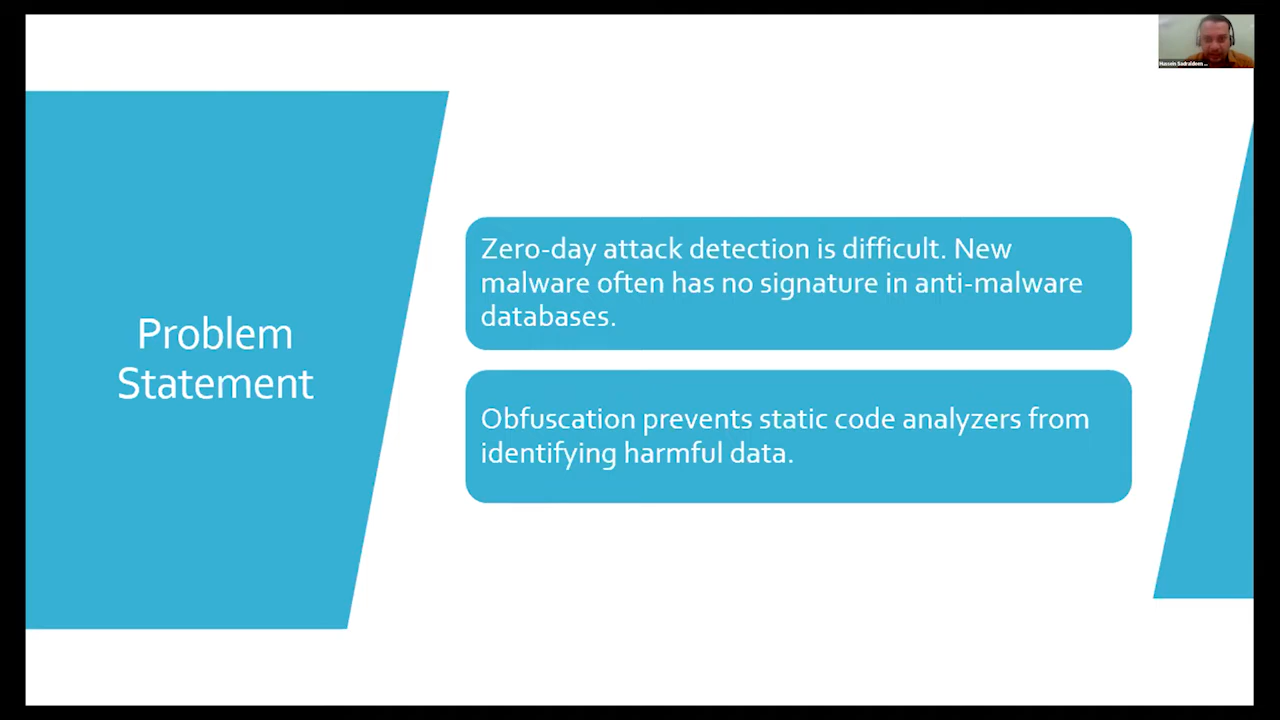 Problem
Statement
Zero-day attack detection is difficult. New
malware often has no signature in anti-malware
databases.
Obfuscation prevents static code analyzers from
identifying harmful data.